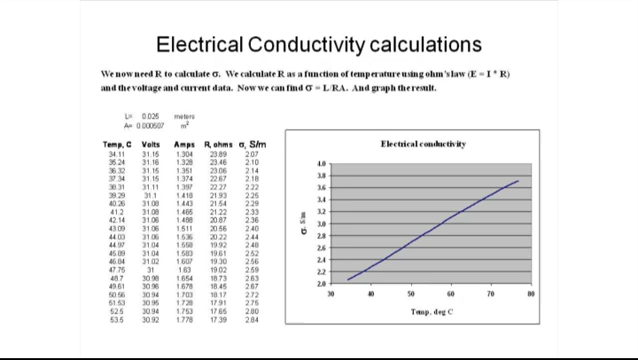 Electrical Conductivity calculations
We now need R to calculate σ. We calculate R as a function of temperature using ohm's law (E = I * R)
and the voltage and current data. Now we can find σ = L/RA. And graph the result.
L= 0.025 meters
A= 0.000507 m²
Temp, C Volts Amps R, ohms σ, S/m
34.11 31.15 1.304 23.89 2.07
35.24 31.16 1.328 23.46 2.10
36.32 31.15 1.351 23.06 2.14
37.34 31.15 1.374 22.67 2.18
38.31 31.11 1.397 22.27 2.22
39.29 31.1 1.418 21.93 2.25
40.26 31.08 1.443 21.54 2.29
41.2 31.08 1.465 21.22 2.33
42.14 31.06 1.488 20.87 2.36
43.09 31.06 1.511 20.56 2.40
44.03 31.06 1.536 20.22 2.44
44.97 31.04 1.558 19.92 2.48
45.89 31.04 1.583 19.61 2.52
46.84 31.02 1.607 19.30 2.56
47.75 31 1.63 19.02 2.59
48.7 30.98 1.654 18.73 2.63
49.61 30.96 1.678 18.45 2.67
50.56 30.94 1.703 18.17 2.72
51.53 30.95 1.728 17.91 2.75
52.5 30.94 1.753 17.65 2.80
53.5 30.92 1.778 17.39 2.84
Electrical conductivity
4.0
3.8
3.6
3.4
3.2
3.0
2.8
2.6
2.4
2.2
2.0
σ, S/m
30 40 50 60 70 80
Temp, deg C